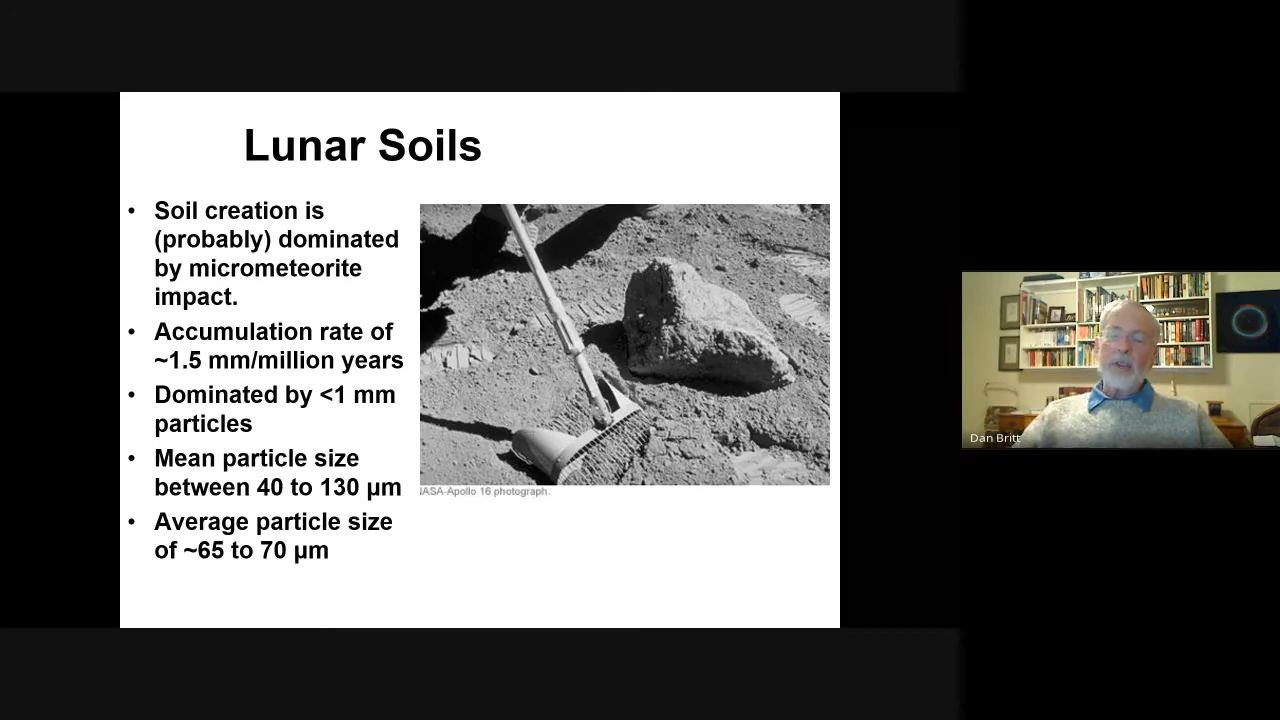 Lunar Soils
• Soil creation is
(probably) dominated
by micrometeorite
impact.
• Accumulation rate of
~1.5 mm/million years
• Dominated by <1 mm
particles
• Mean particle size
between 40 to 130 µm
• Average particle size
of ~65 to 70 µm
NASA-Apollo 16 photograph.
Dan Britt